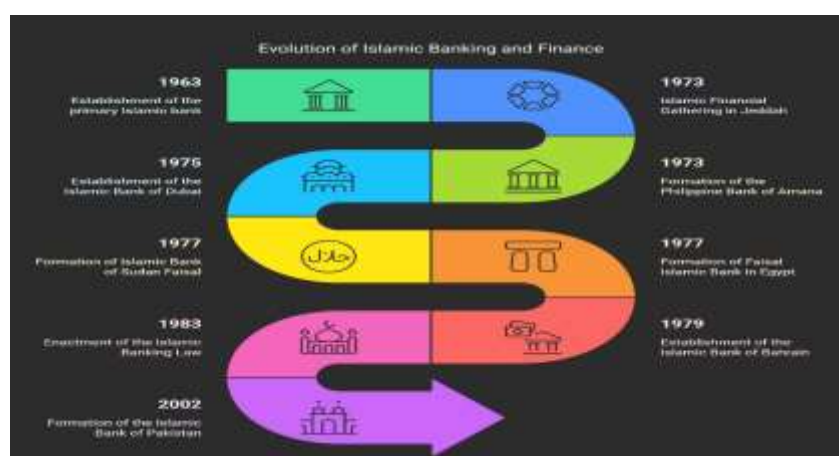 Evolution of Islamic Banking and Finance
1963
Establishment of the
primary Islamic bank
1973
Islamic Financial
Gathering in Jeddah
1973
Formation of the
Philippine Bank of Amana
1975
Establishment of the
Islamic Bank of Dubai
1977
Formation of Islamic Bank
of Sudan Faisal
حلال
1977
Formation of Faisal
Islamic Bank in Egypt
1979
Establishment of the
Islamic Bank of Bahrain
1983
Enactment of the Islamic
Banking Law
2002
Formation of the Islamic
Bank of Pakistan